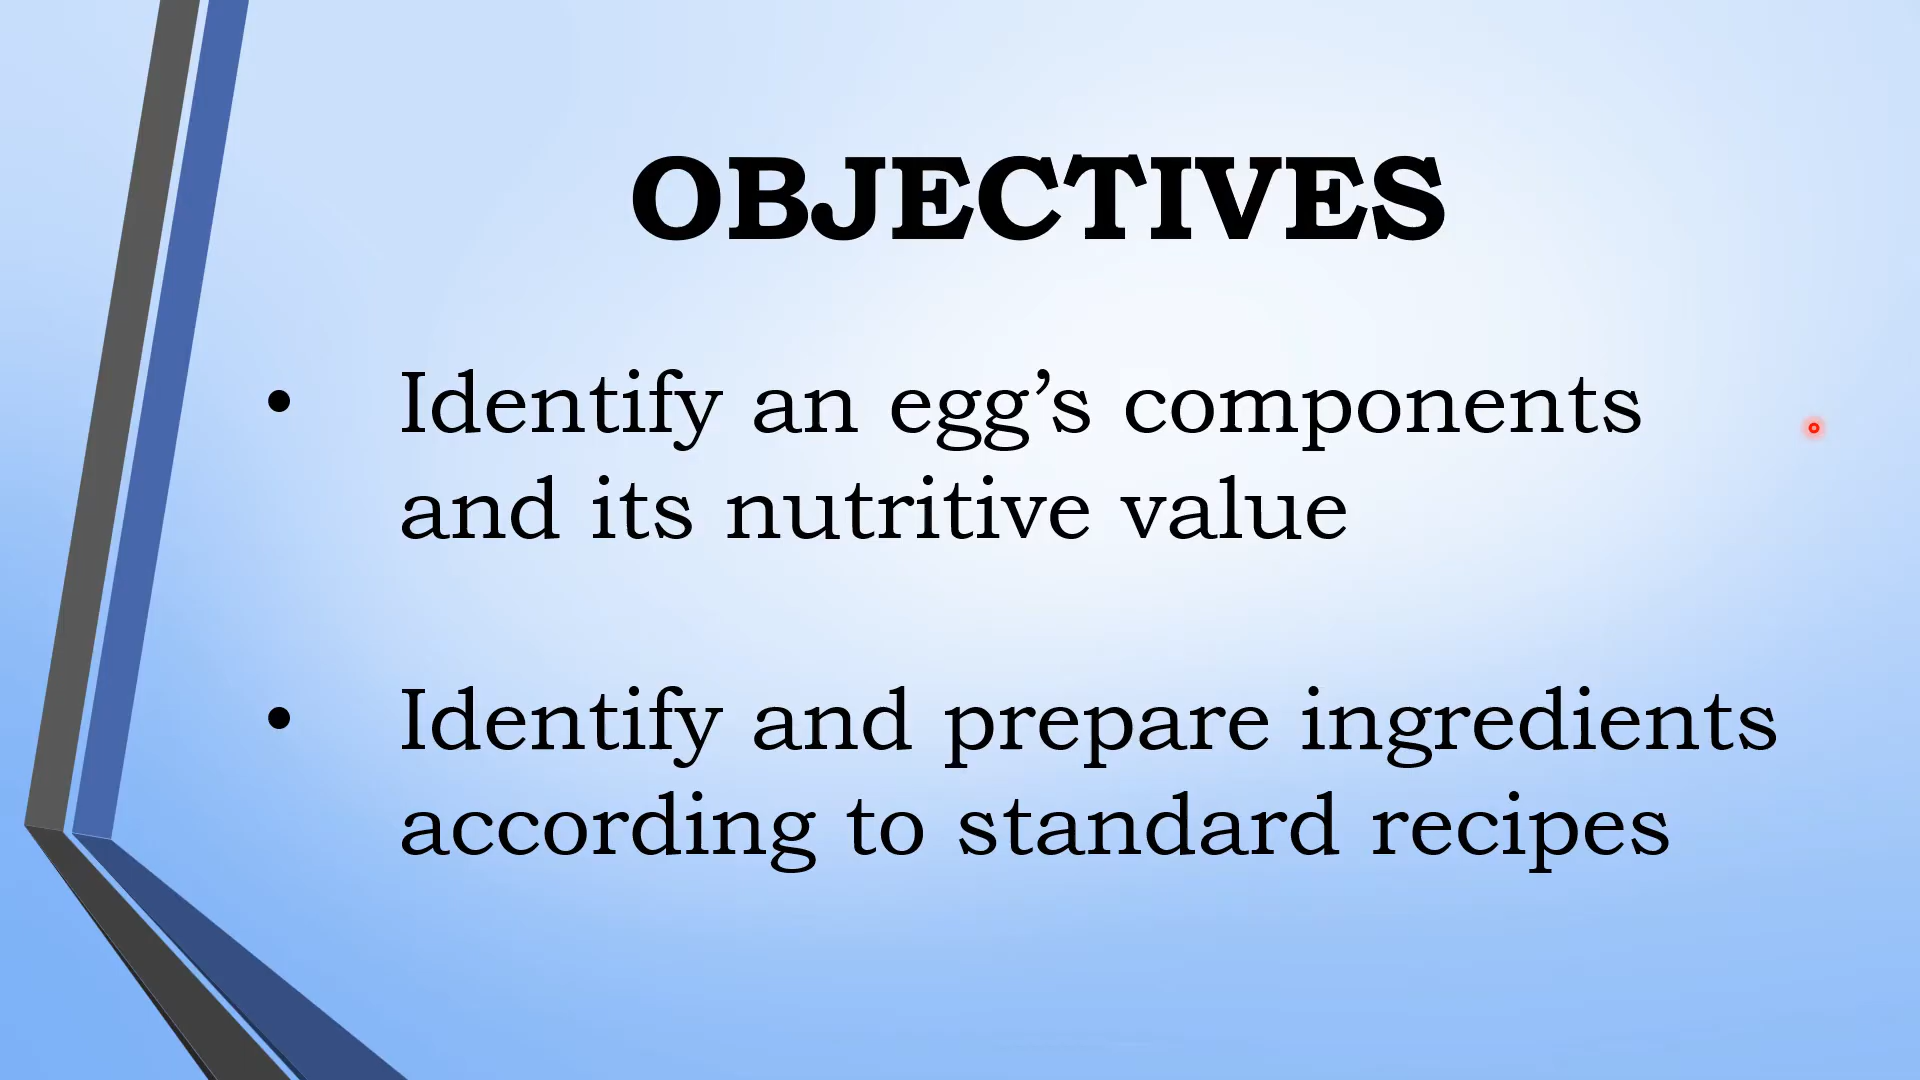 OBJECTIVES
• Identify an egg’s components
and its nutritive value
• Identify and prepare ingredients
according to standard recipes